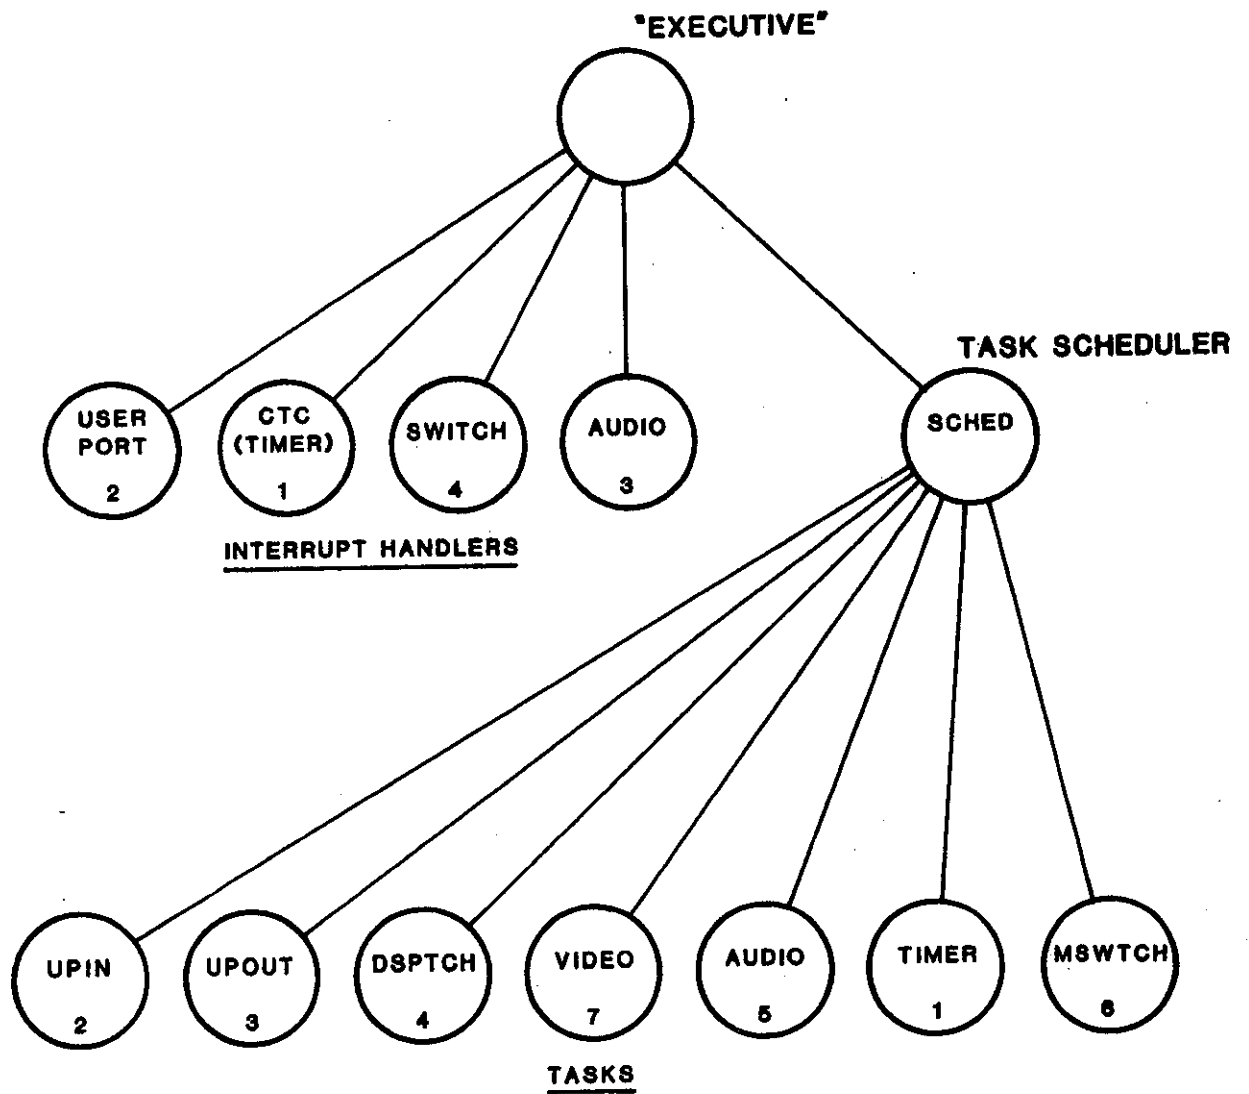 "EXECUTIVE"
TASK SCHEDULER
USER
PORT
2
CTC
(TIMER)
1
SWITCH
4
AUDIO
3
SCHED
INTERRUPT HANDLERS
UPIN
2
UPOUT
3
DSPTCH
4
VIDEO
7
AUDIO
5
TIMER
1
MSWTCH
6
TASKS